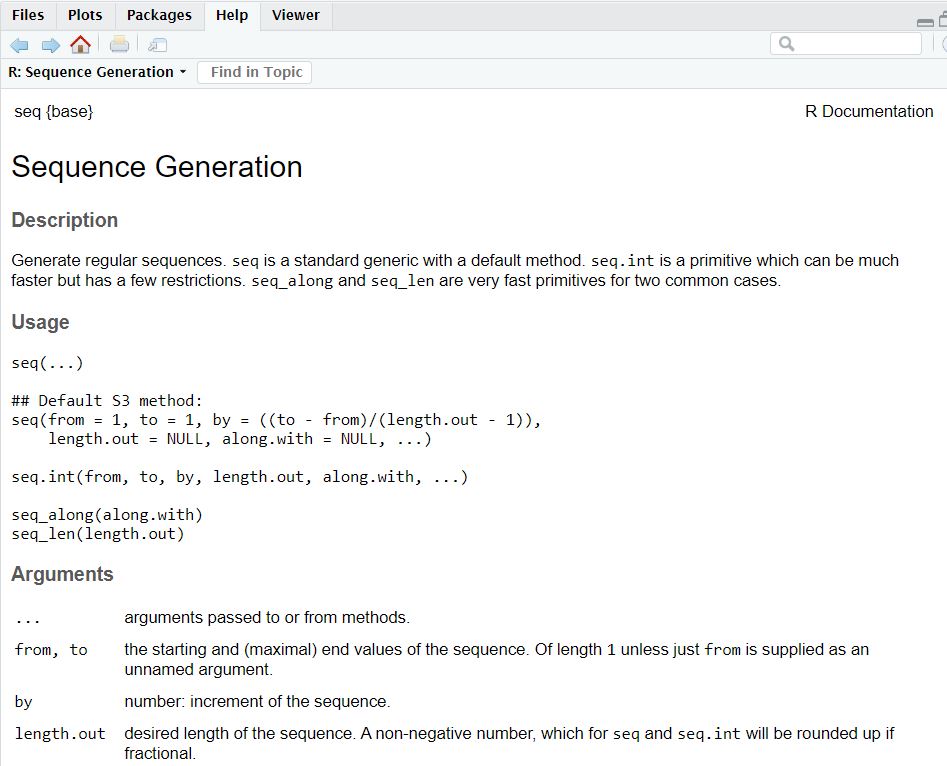 Files Plots Packages Help Viewer
R: Sequence Generation Find in Topic
seq {base} R Documentation
Sequence Generation
Description
Generate regular sequences. seq is a standard generic with a default method. seq.int is a primitive which can be much
faster but has a few restrictions. seq_along and seq_len are very fast primitives for two common cases.
Usage
seq(...)
## Default S3 method:
seq(from = 1, to = 1, by = ((to - from)/(length.out - 1)),
    length.out = NULL, along.with = NULL, ...)
seq.int(from, to, by, length.out, along.with, ...)
seq_along(along.with)
seq_len(length.out)
Arguments
... arguments passed to or from methods.
from, to the starting and (maximal) end values of the sequence. Of length 1 unless just from is supplied as an
unnamed argument.
by number: increment of the sequence.
length.out desired length of the sequence. A non-negative number, which for seq and seq.int will be rounded up if
fractional.